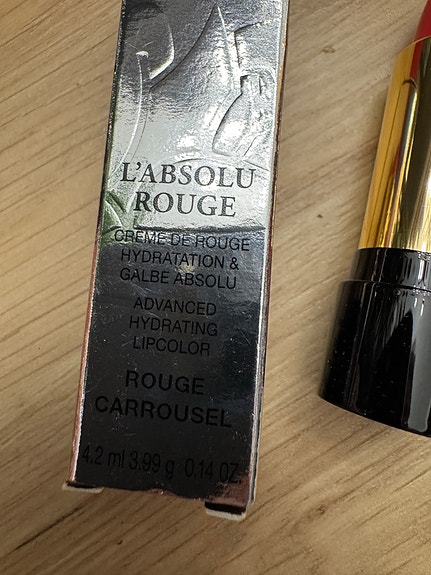 L'ABSOLU
ROUGE
CRÈME DE ROUGE
HYDRATATION &
GALBE ABSOLU
ADVANCED
HYDRATING
LIPCOLOR
ROUGE
CARROUSEL
4.2 ml 3.99 g 0.14 OZ.